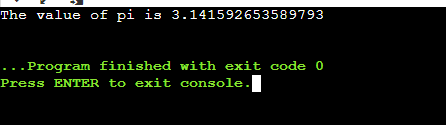 The value of pi is 3.141592653589793
...Program finished with exit code 0
Press ENTER to exit console.